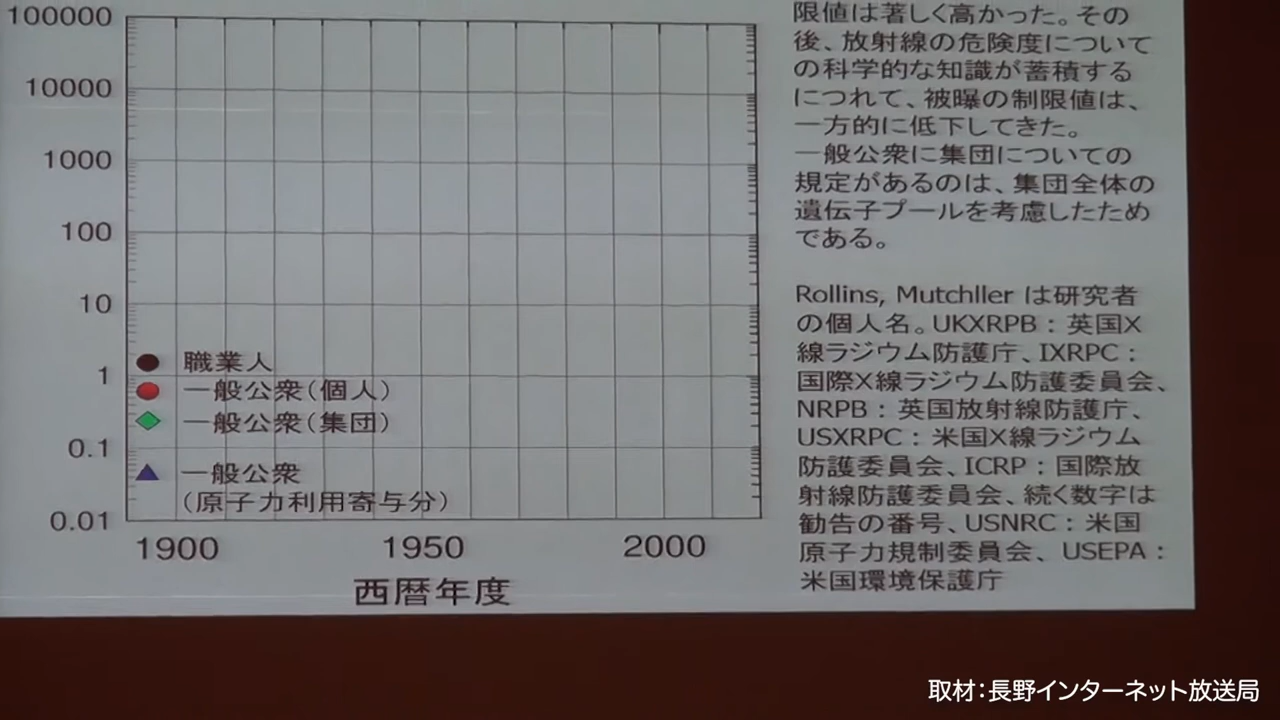 100000
10000
1000
100
10
1
0.1
0.01
職業人
一般公衆(個人)
一般公衆(集団)
一般公衆
(原子力利用寄与分)
1900
1950
2000
西暦年度
限値は著しく高かった。その
後、放射線の危険度について
の科学的な知識が蓄積する
につれて、被曝の制限値は、
一方的に低下してきた。
一般公衆に集団についての
規定があるのは、集団全体の
遺伝子プールを考慮したため
である。
Rollins, Mutchller は研究者
の個人名。UKXRPB：英国X
線ラジウム防護庁、IXRPC：
国際X線ラジウム防護委員会、
NRPB：英国放射線防護庁、
USXRPC：米国X線ラジウム
防護委員会、ICRP：国際放
射線防護委員会、続く数字は
勧告の番号、USNRC：米国
原子力規制委員会、USEPA：
米国環境保護庁
取材：長野インターネット放送局